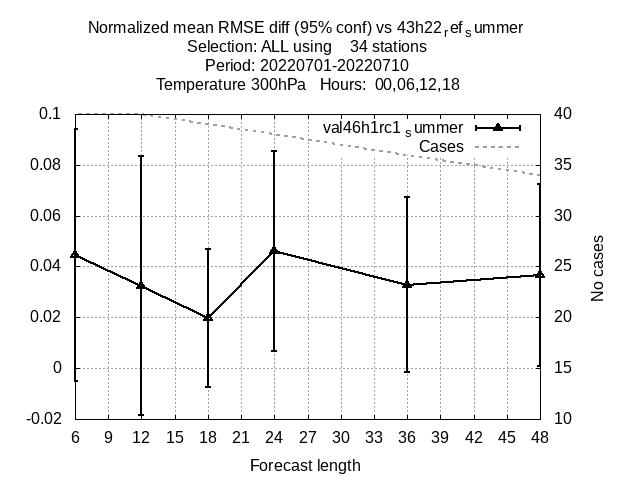 Normalized mean RMSE diff (95% conf) vs 43h22refsummer
Selection: ALL using 34 stations
Period: 20220701-20220710
Temperature 300hPa Hours: 00,06,12,18
val46h1rc1summer
Cases
0.1
0.08
0.06
0.04
0.02
0
-0.02
40
35
30
25
20
15
10
No cases
6 9 12 15 18 21 24 27 30 33 36 39 42 45 48
Forecast length